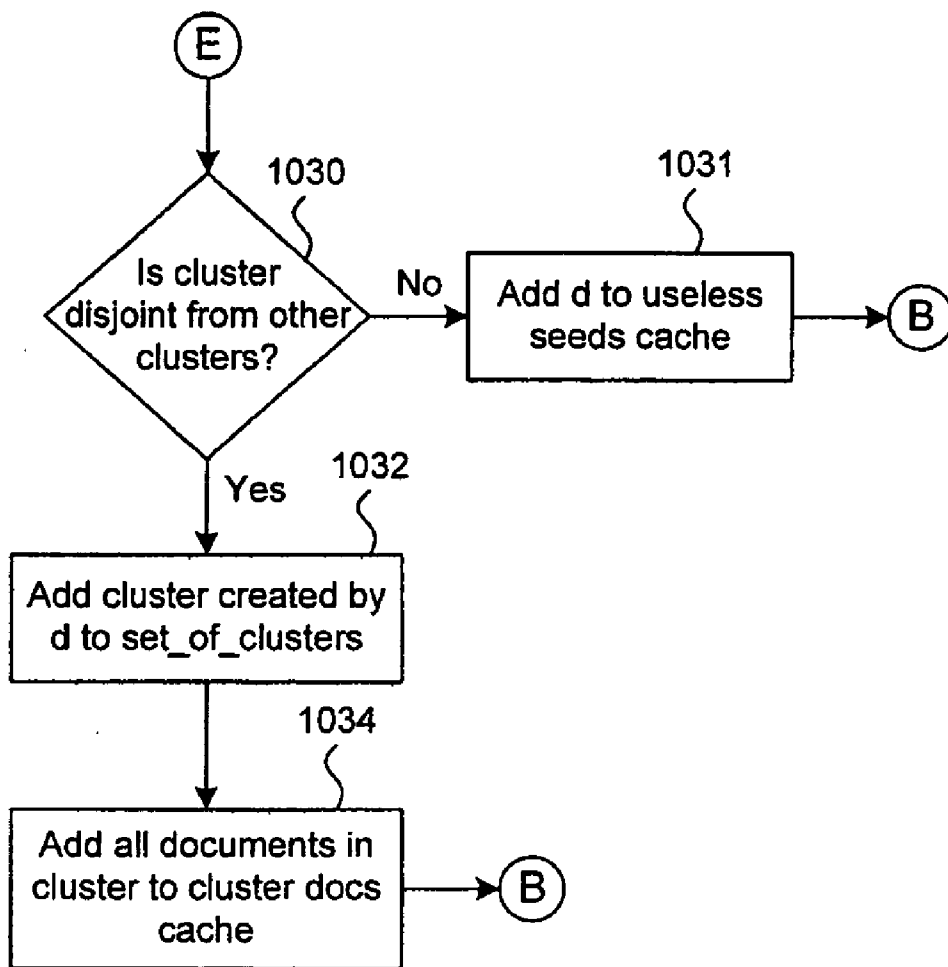 E
1030
Is cluster
disjoint from other
clusters?
No
1031
Add d to useless
seeds cache
B
Yes
1032
Add cluster created by
d to set_of_clusters
1034
Add all documents in
cluster to cluster docs
cache
B